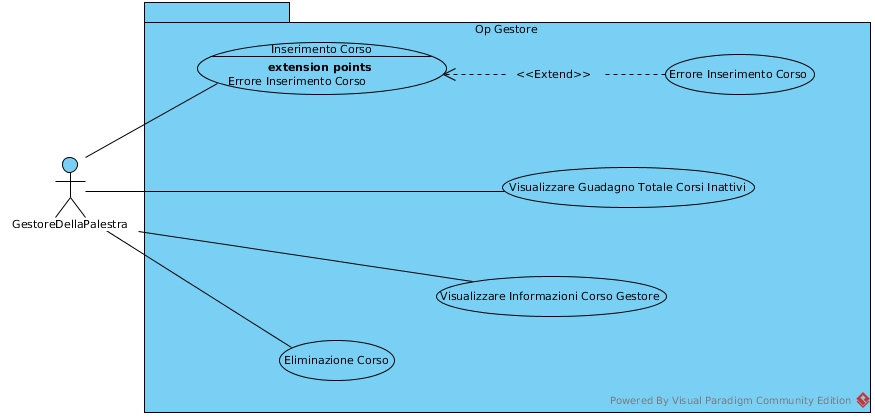 Op Gestore
Inserimento Corso
extension points
Errore Inserimento Corso
<<Extend>>
Errore Inserimento Corso
Visualizzare Guadagno Totale Corsi Inattivi
GestoreDellaPalestra
Visualizzare Informazioni Corso Gestore
Eliminazione Corso
Powered By Visual Paradigm Community Edition